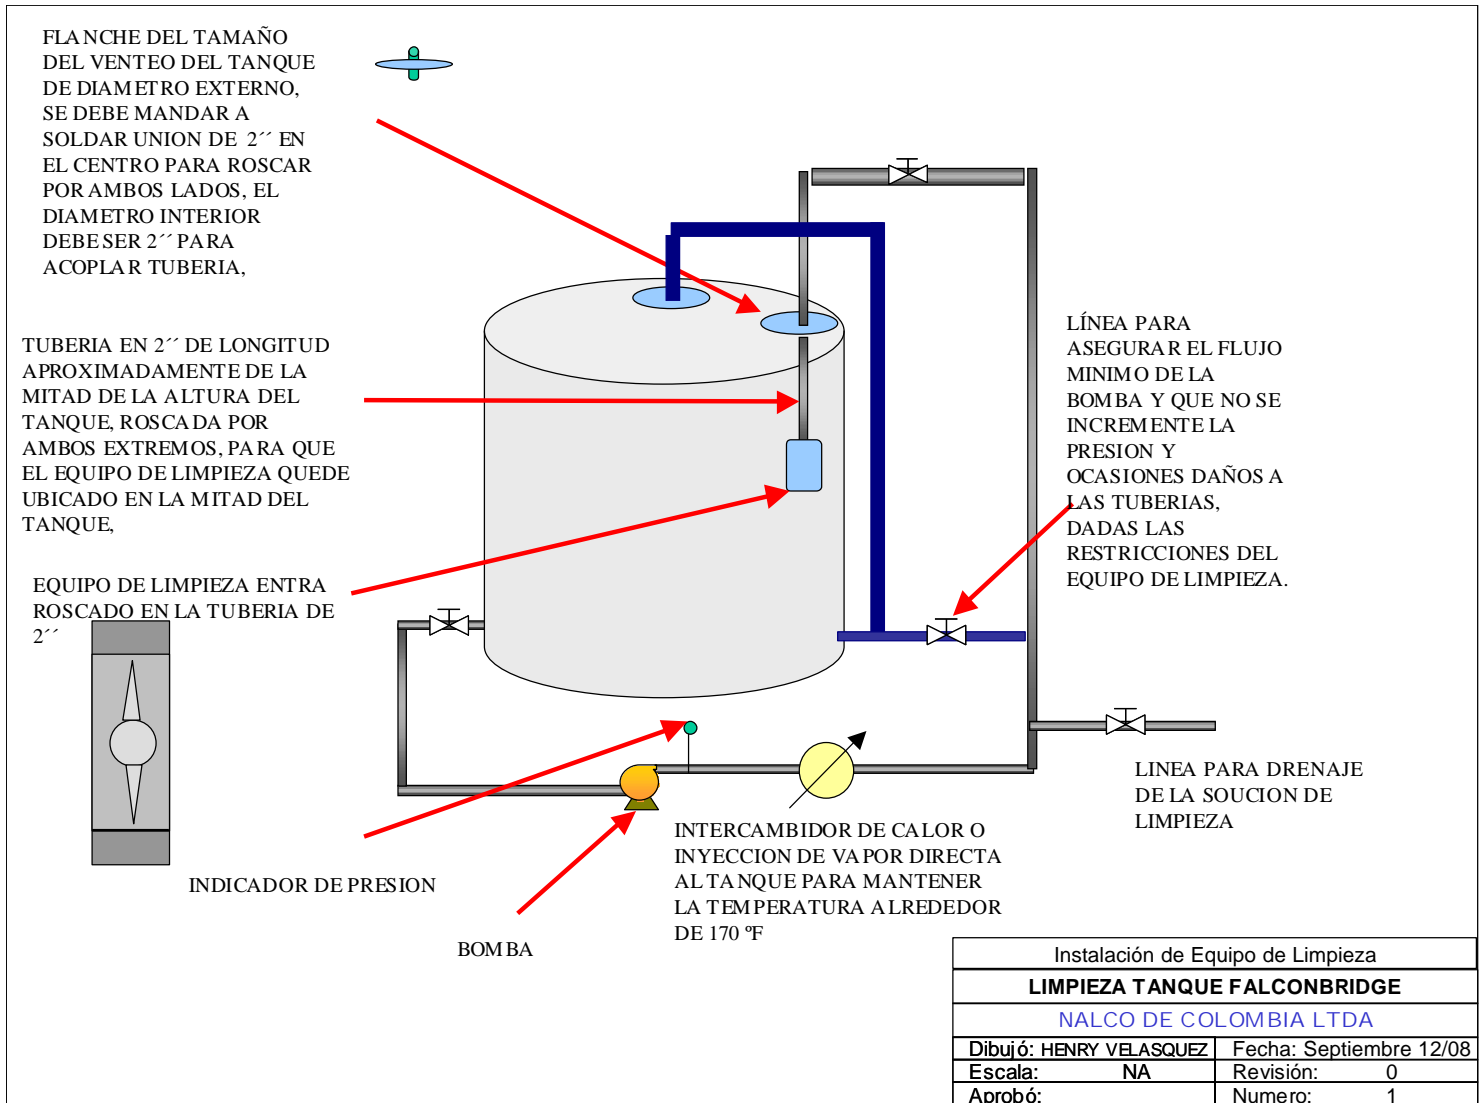 FLANCHE DEL TAMAÑO
DEL VENTEO DEL TANQUE
DE DIAMETRO EXTERNO,
SE DEBE MANDAR A
SOLDAR UNION DE 2´´ EN
EL CENTRO PARA ROSCAR
POR AMBOS LADOS, EL
DIAMETRO INTERIOR
DEBE SER 2´´ PARA
ACOPLAR TUBERIA,
TUBERIA EN 2´´ DE LONGITUD
APROXIMADAMENTE DE LA
MITAD DE LA ALTURA DEL
TANQUE, ROSCADA POR
AMBOS EXTREMOS, PARA QUE
EL EQUIPO DE LIMPIEZA QUEDE
UBICADO EN LA MITAD DEL
TANQUE,
EQUIPO DE LIMPIEZA ENTRA
ROSCADO EN LA TUBERIA DE
2´´
LÍNEA PARA
ASEGURAR EL FLUJO
MINIMO DE LA
BOMBA Y QUE NO SE
INCREMENTE LA
PRESION Y
OCASIONES DAÑOS A
LAS TUBERIAS,
DADAS LAS
RESTRICCIONES DEL
EQUIPO DE LIMPIEZA.
LINEA PARA DRENAJE
DE LA SOUCION DE
LIMPIEZA
INTERCAMBIDOR DE CALOR O
INYECCION DE VAPOR DIRECTA
AL TANQUE PARA MANTENER
LA TEMPERATURA ALREDEDOR
DE 170 ºF
INDICADOR DE PRESION
BOMBA
Instalación de Equipo de Limpieza
LIMPIEZA TANQUE FALCONBRIDGE
NALCO DE COLOMBIA LTDA
Dibujó: HENRY VELASQUEZ Fecha: Septiembre 12/08
Escala: NA Revisión: 0
Aprobó: Numero: 1